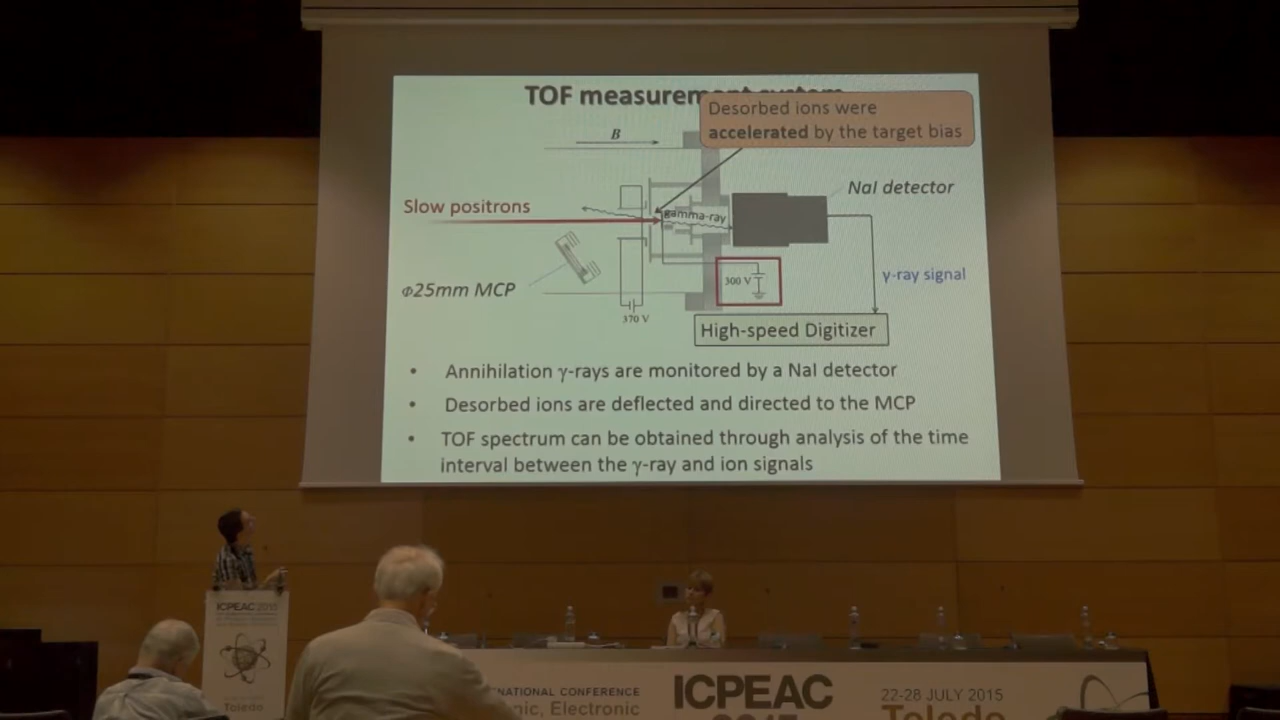 TOF measurement system
Desorbed ions were
accelerated by the target bias
B
NaI detector
Slow positrons
gamma-ray
γ-ray signal
300 V
Φ25mm MCP
370 V
High-speed Digitizer
• Annihilation γ-rays are monitored by a NaI detector
• Desorbed ions are deflected and directed to the MCP
• TOF spectrum can be obtained through analysis of the time
interval between the γ-ray and ion signals
ICPEAC 2015
Toledo
NATIONAL CONFERENCE
nic, Electronic
ICPEAC
2015
22-28 JULY 2015
Toledo